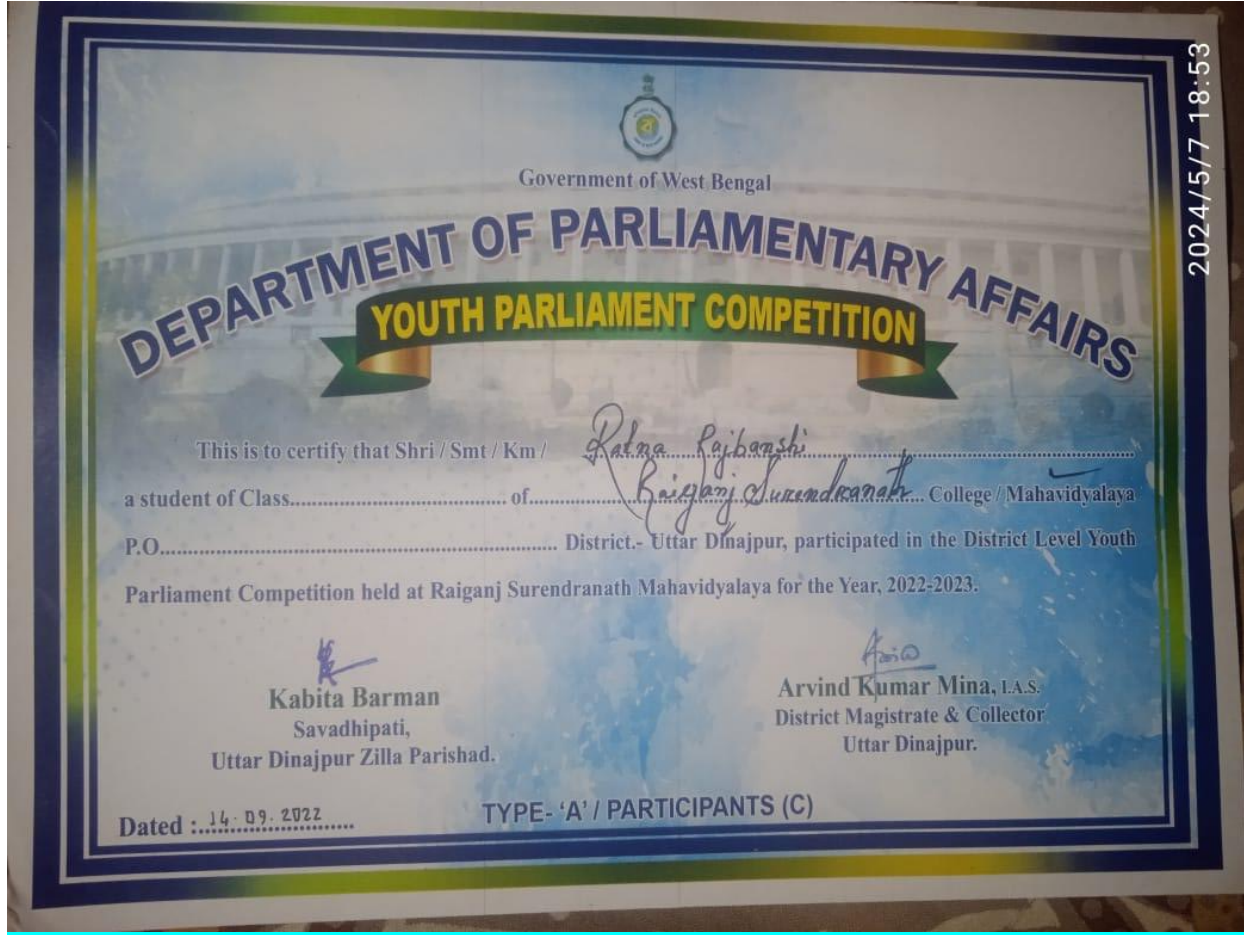 Government of West Bengal
DEPARTMENT OF PARLIAMENTARY AFFAIRS
YOUTH PARLIAMENT COMPETITION
This is to certify that Shri / Smt / Km / Ratna Rajbanshi
a student of Class.................... of.................... Raiganj Surendranath.... College / Mahavidyalaya
P.O.................... District.- Uttar Dinajpur, participated in the District Level Youth
Parliament Competition held at Raiganj Surendranath Mahavidyalaya for the Year, 2022-2023.
Kabita Barman
Savadhipati,
Uttar Dinajpur Zilla Parishad.
Arvind Kumar Mina, I.A.S.
District Magistrate & Collector
Uttar Dinajpur.
Dated : 14.09.2022
TYPE- 'A' / PARTICIPANTS (C)
2024/5/7 18:53